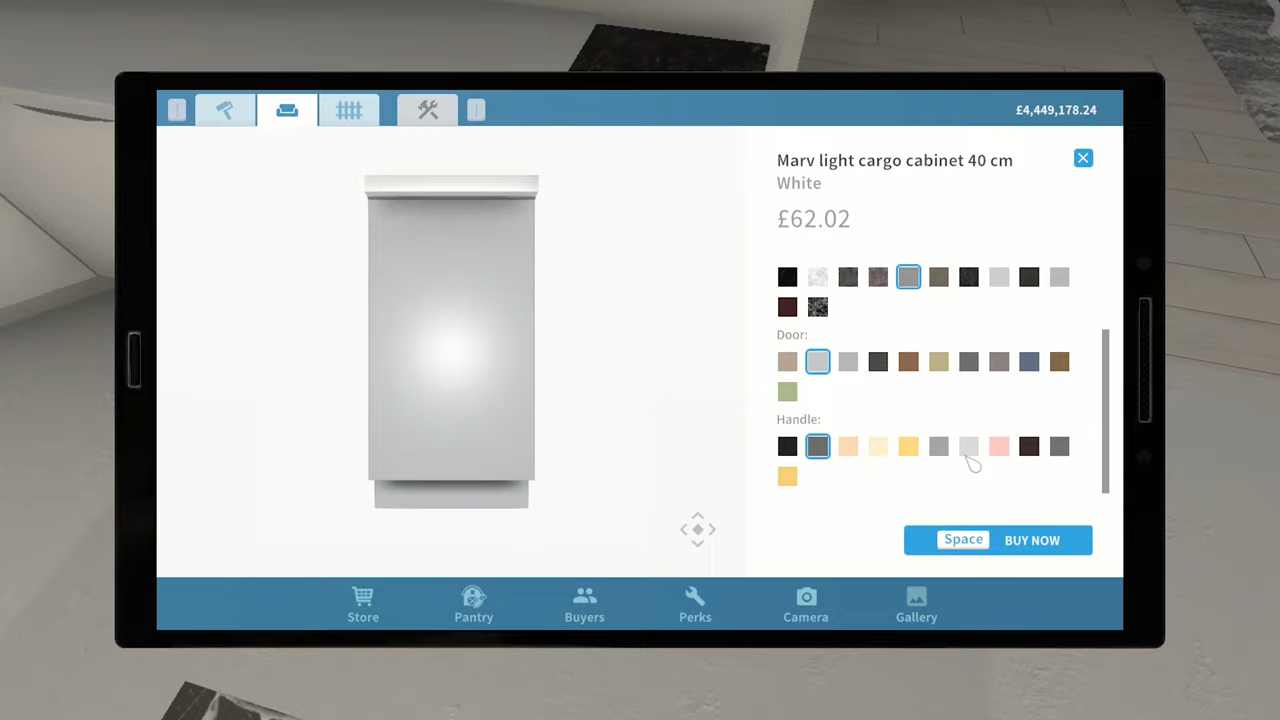 £4,449,178.24
Marv light cargo cabinet 40 cm
White
£62.02
Door:
Handle:
Space BUY NOW
Store Pantry Buyers Perks Camera Gallery